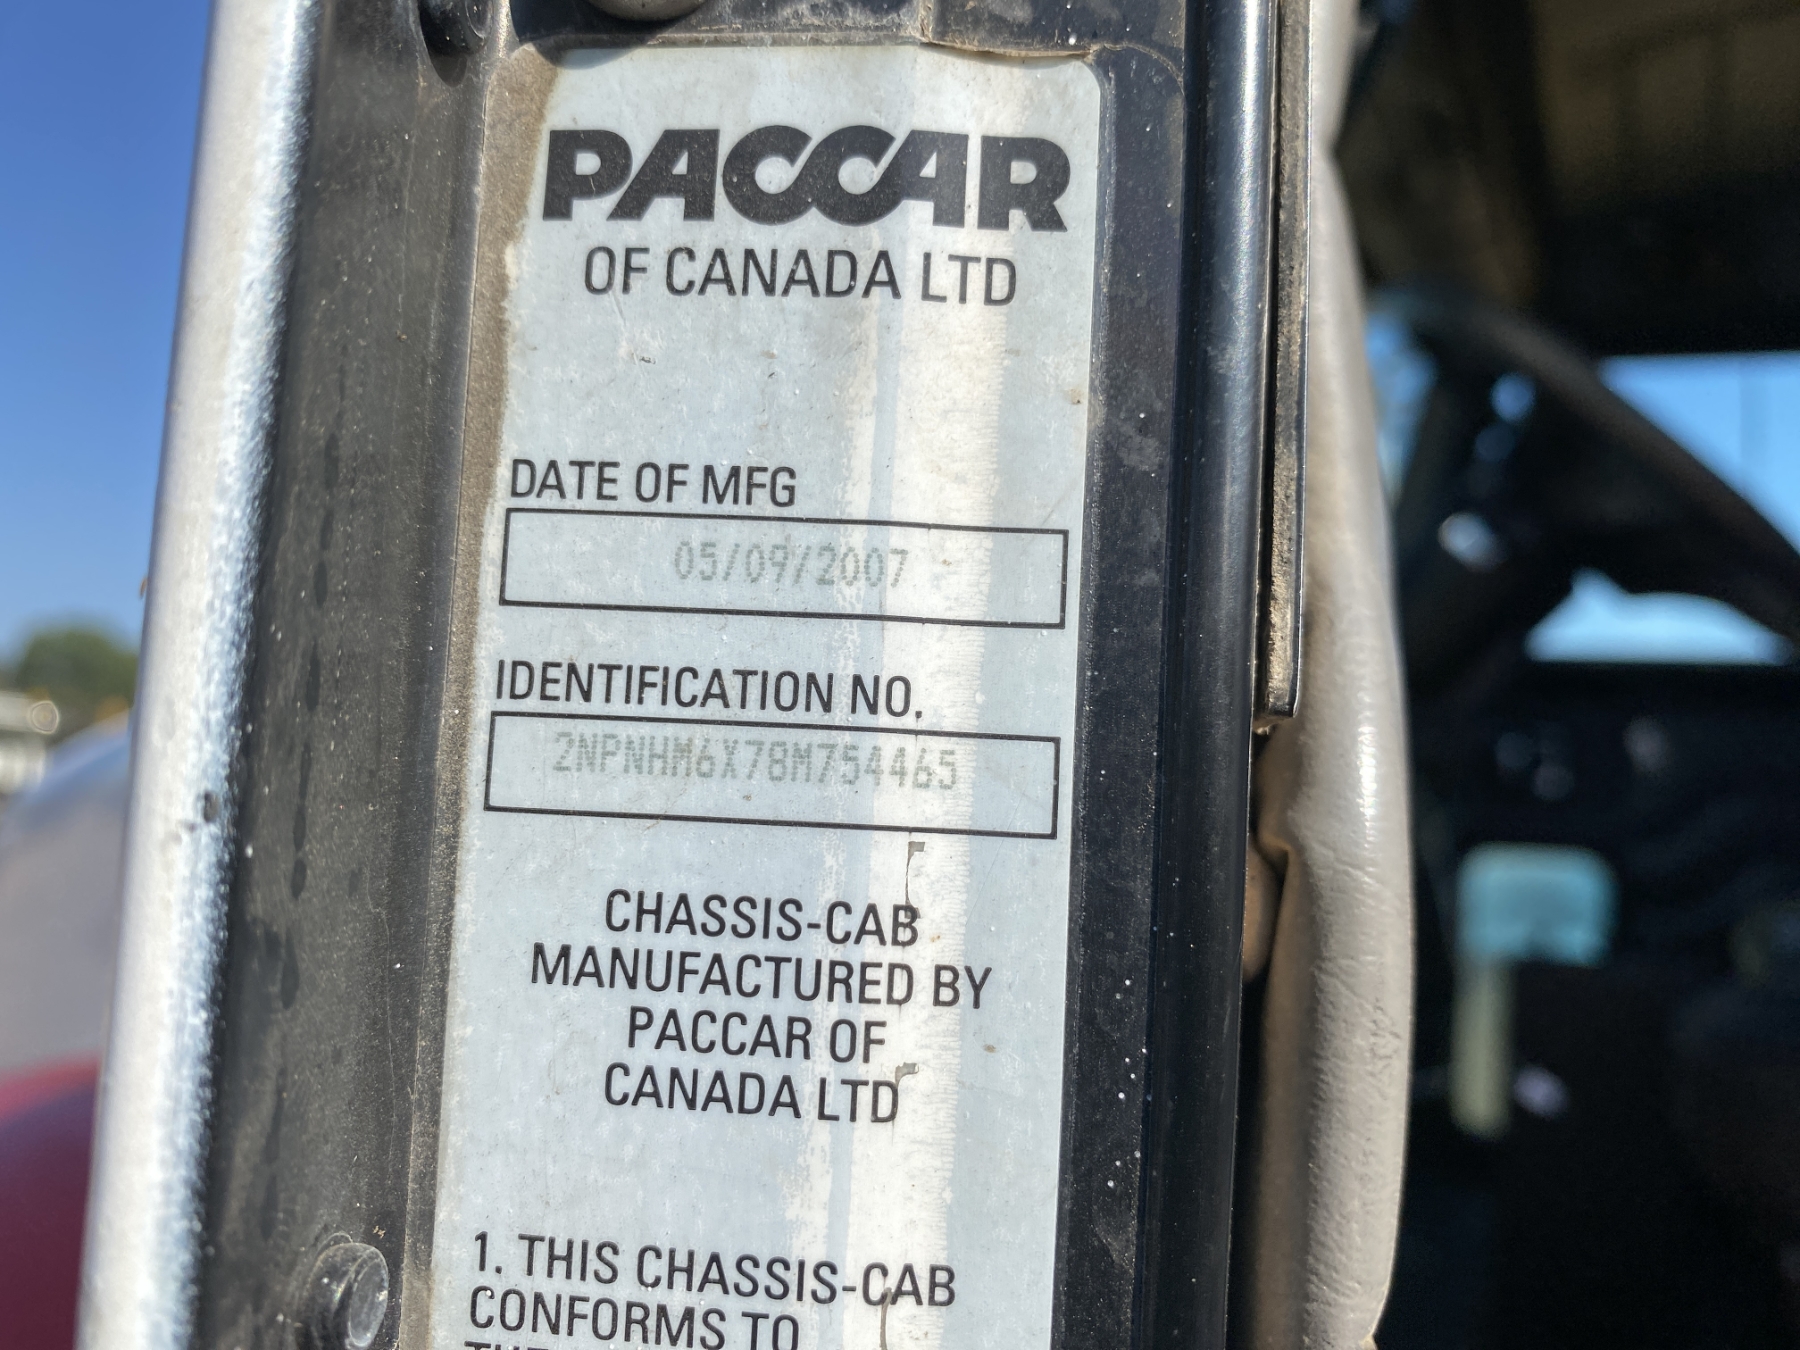 PACCAR
OF CANADA LTD
DATE OF MFG
05/09/2007
IDENTIFICATION NO.
2NPNHM6X78M754465
CHASSIS-CAB
MANUFACTURED BY
PACCAR OF
CANADA LTD
1. THIS CHASSIS-CAB
CONFORMS TO